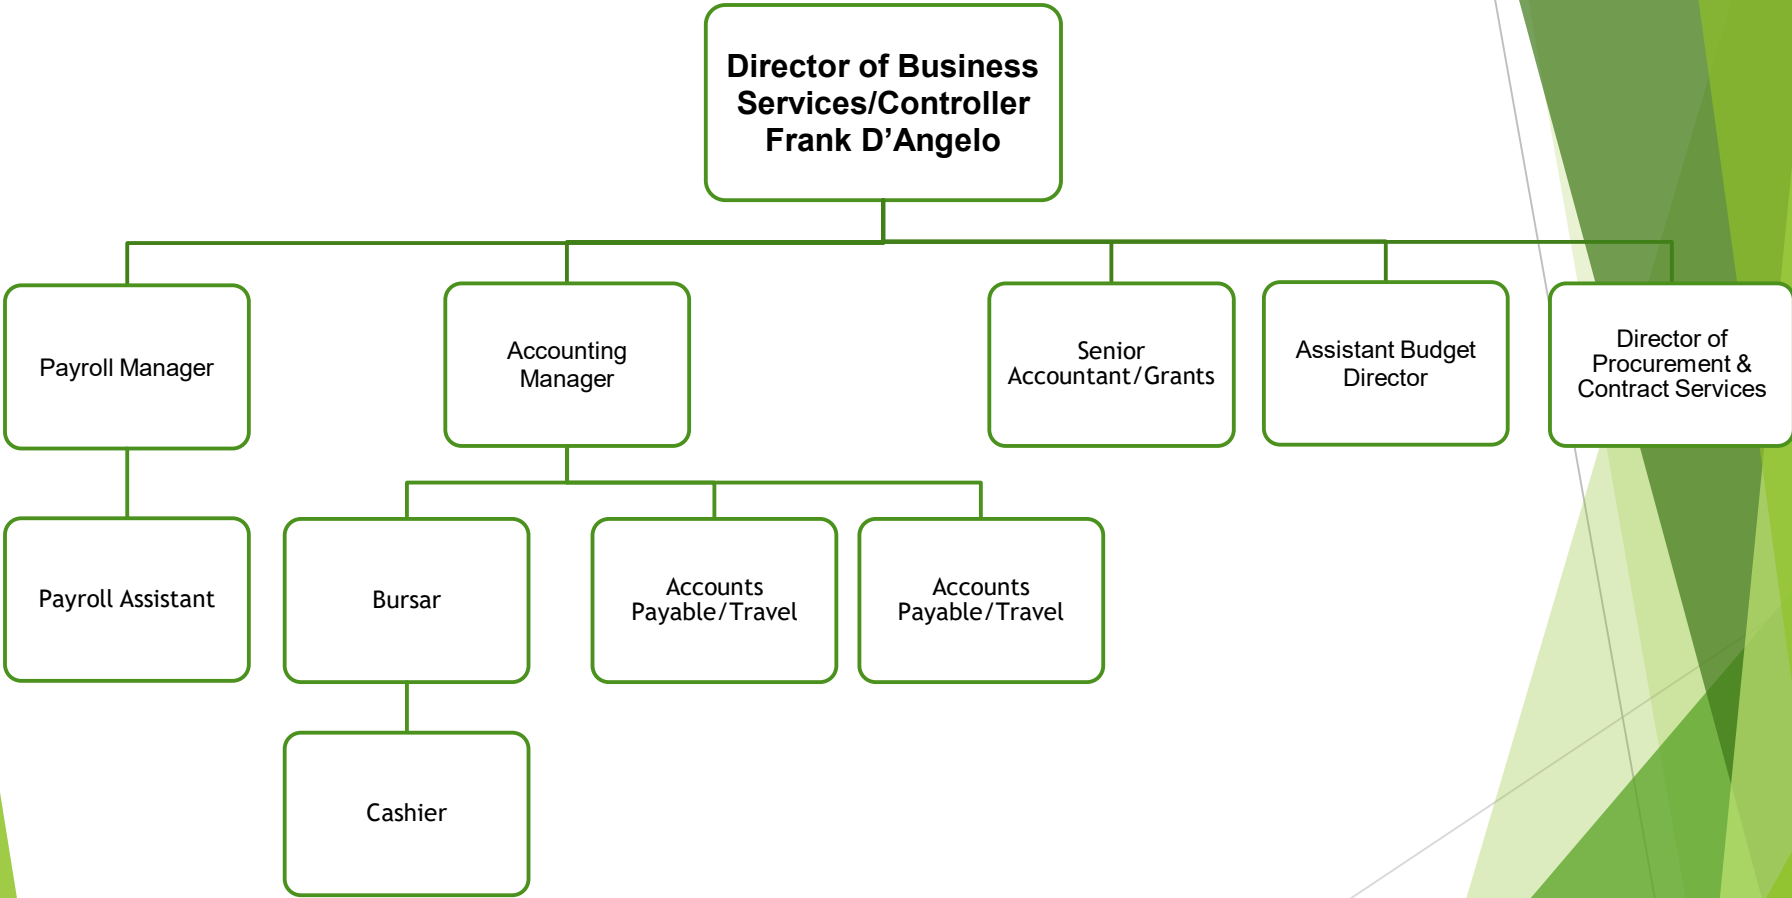 Director of Business
Services/Controller
Frank D’Angelo
Payroll Manager
Accounting
Manager
Senior
Accountant/Grants
Assistant Budget
Director
Director of
Procurement &
Contract Services
Payroll Assistant
Bursar
Accounts
Payable/Travel
Accounts
Payable/Travel
Cashier